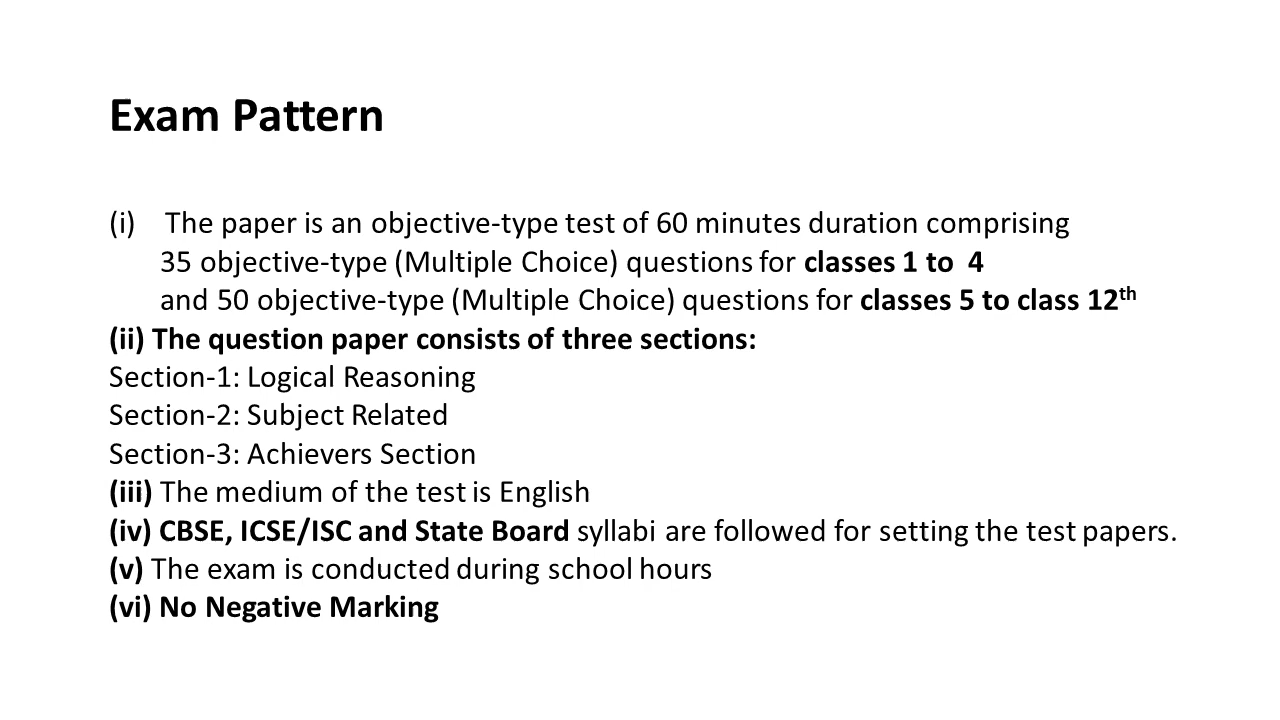 Exam Pattern
(i) The paper is an objective-type test of 60 minutes duration comprising
35 objective-type (Multiple Choice) questions for classes 1 to 4
and 50 objective-type (Multiple Choice) questions for classes 5 to class 12th
(ii) The question paper consists of three sections:
Section-1: Logical Reasoning
Section-2: Subject Related
Section-3: Achievers Section
(iii) The medium of the test is English
(iv) CBSE, ICSE/ISC and State Board syllabi are followed for setting the test papers.
(v) The exam is conducted during school hours
(vi) No Negative Marking